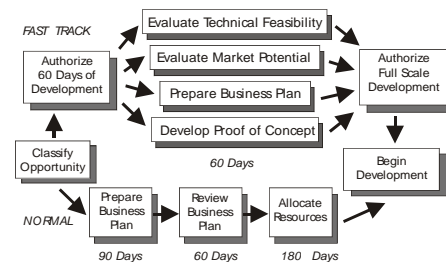 FAST TRACK
Evaluate Technical Feasibility
Authorize
60 Days of
Development
Evaluate Market Potential
Prepare Business Plan
Develop Proof of Concept
Authorize
Full Scale
Development
60 Days
Classify
Opportunity
Begin
Development
NORMAL
Prepare
Business
Plan
Review
Business
Plan
Allocate
Resources
90 Days
60 Days
180 Days